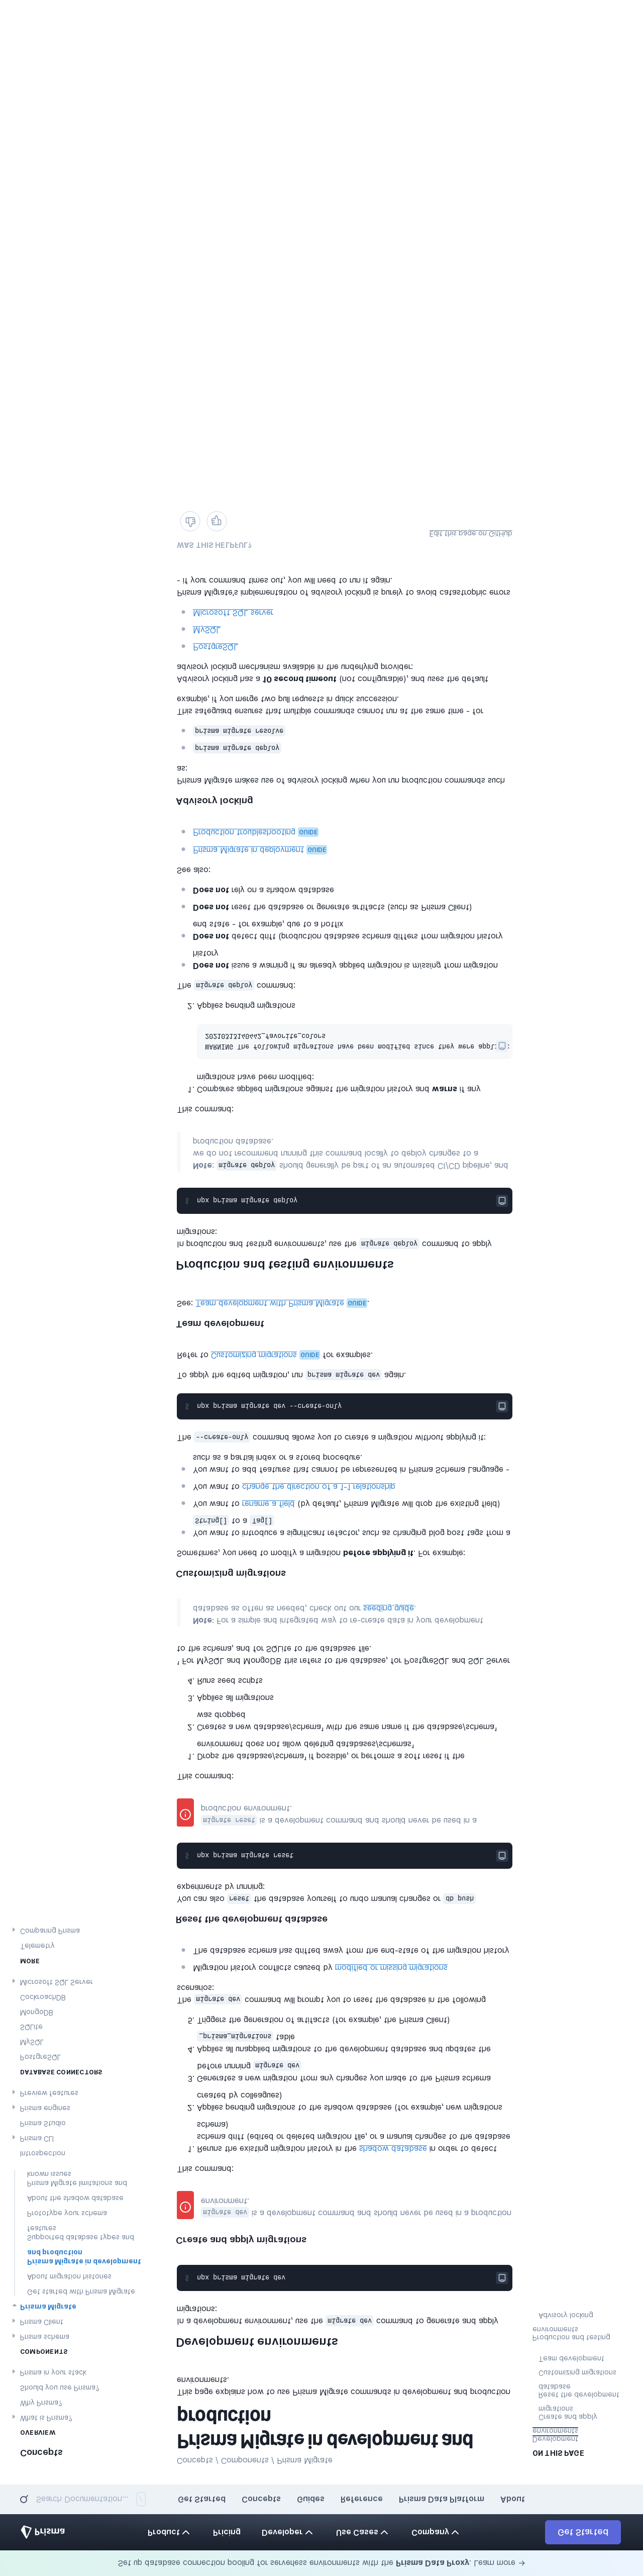 Set up database connection pooling for serverless environments with the Prisma Data Proxy. Learn more →
Prisma
Product
Pricing
Developer
Use Cases
Company
Get Started
Search Documentation...
/
Get Started
Concepts
Guides
Reference
Prisma Data Platform
About
Concepts
OVERVIEW
What is Prisma?
Why Prisma?
Should you use Prisma?
Prisma in your stack
COMPONENTS
Prisma schema
Prisma Client
Prisma Migrate
Get started with Prisma Migrate
About migration histories
Prisma Migrate in development
and production
Supported database types and
features
Prototype your schema
About the shadow database
Prisma Migrate limitations and
known issues
Introspection
Prisma CLI
Prisma Studio
Prisma engines
Preview features
DATABASE CONNECTORS
PostgreSQL
MySQL
SQLite
MongoDB
CockroachDB
Microsoft SQL Server
MORE
Telemetry
Comparing Prisma
Concepts / Components / Prisma Migrate
Prisma Migrate in development and
production
This page explains how to use Prisma Migrate commands in development and production
environments.
Development environments
In a development environment, use the migrate dev command to generate and apply
migrations:
$ npx prisma migrate dev
Create and apply migrations
migrate dev is a development command and should never be used in a production
environment.
This command:
1. Reruns the existing migration history in the shadow database in order to detect
schema drift (edited or deleted migration file, or a manual changes to the database
schema)
2. Applies pending migrations to the shadow database (for example, new migrations
created by colleagues)
3. Generates a new migration from any changes you made to the Prisma schema
before running migrate dev
4. Applies all unapplied migrations to the development database and updates the
_prisma_migrations table
5. Triggers the generation of artifacts (for example, the Prisma Client)
The migrate dev command will prompt you to reset the database in the following
scenarios:
Migration history conflicts caused by modified or missing migrations
The database schema has drifted away from the end-state of the migration history
Reset the development database
You can also reset the database yourself to undo manual changes or db push
experiments by running:
$ npx prisma migrate reset
migrate reset is a development command and should never be used in a
production environment.
This command:
1. Drops the database/schema¹ if possible, or performs a soft reset if the
environment does not allow deleting databases/schemas¹
2. Creates a new database/schema¹ with the same name if the database/schema¹
was dropped
3. Applies all migrations
4. Runs seed scripts
¹ For MySQL and MongoDB this refers to the database, for PostgreSQL and SQL Server
to the schema, and for SQLite to the database file.
Note: For a simple and integrated way to re-create data in your development
database as often as needed, check out our seeding guide.
Customizing migrations
Sometimes, you need to modify a migration before applying it. For example:
You want to introduce a significant refactor, such as changing blog post tags from a
String[] to a Tag[]
You want to rename a field (by default, Prisma Migrate will drop the existing field)
You want to change the direction of a 1-1 relationship
You want to add features that cannot be represented in Prisma Schema Language -
such as a partial index or a stored procedure.
The --create-only command allows you to create a migration without applying it:
$ npx prisma migrate dev --create-only
To apply the edited migration, run prisma migrate dev again.
Refer to Customizing migrations GUIDE for examples.
Team development
See: Team development with Prisma Migrate GUIDE.
Production and testing environments
In production and testing environments, use the migrate deploy command to apply
migrations:
$ npx prisma migrate deploy
Note: migrate deploy should generally be part of an automated CI/CD pipeline, and
we do not recommend running this command locally to deploy changes to a
production database.
This command:
1. Compares applied migrations against the migration history and warns if any
migrations have been modified:
WARNING The following migrations have been modified since they were appl
20210313140442_favorite_colors
2. Applies pending migrations
The migrate deploy command:
Does not issue a warning if an already applied migration is missing from migration
history
Does not detect drift (production database schema differs from migration history
end state - for example, due to a hotfix
Does not reset the database or generate artifacts (such as Prisma Client)
Does not rely on a shadow database
See also:
Prisma Migrate in deployment GUIDE
Production troubleshooting GUIDE
Advisory locking
Prisma Migrate makes use of advisory locking when you run production commands such
as:
prisma migrate deploy
prisma migrate resolve
This safeguard ensures that multiple commands cannot run at the same time - for
example, if you merge two pull requests in quick succession.
Advisory locking has a 10 second timeout (not configurable), and uses the default
advisory locking mechanism available in the underlying provider:
PostgreSQL
MySQL
Microsoft SQL server
Prisma Migrate's implementation of advisory locking is purely to avoid catastrophic errors
- if your command times out, you will need to run it again.
WAS THIS HELPFUL?
Edit this page on GitHub
ON THIS PAGE
Development
environments
Create and apply
migrations
Reset the development
database
Customizing migrations
Team development
Production and testing
environments
Advisory locking